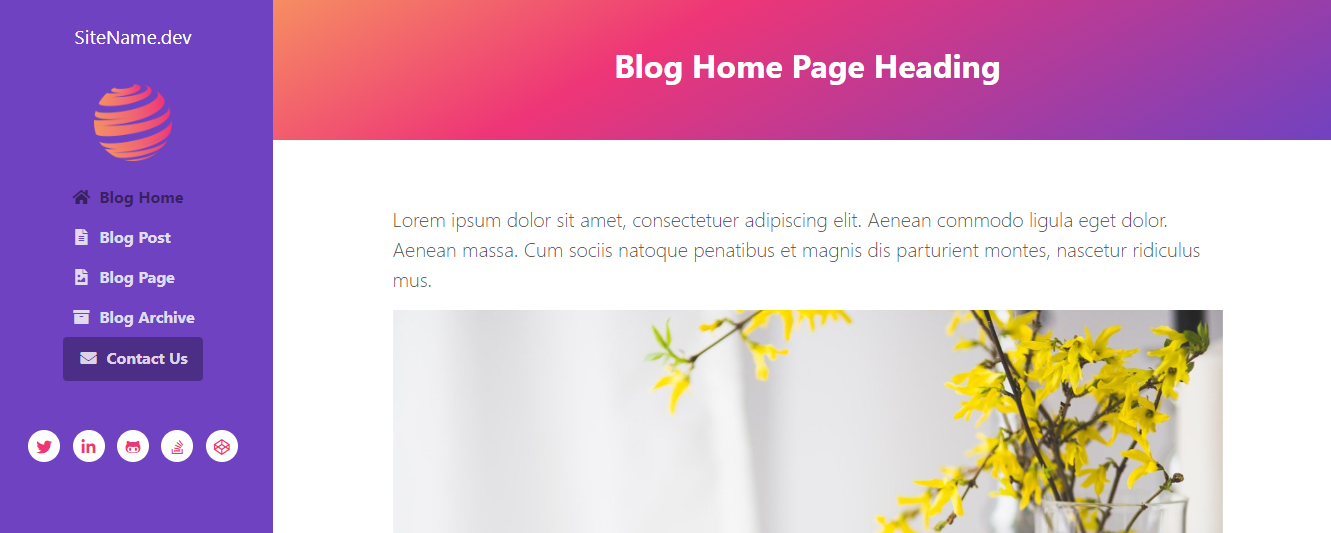 SiteName.dev
Blog Home
Blog Post
Blog Page
Blog Archive
Contact Us
Blog Home Page Heading
Lorem ipsum dolor sit amet, consectetuer adipiscing elit. Aenean commodo ligula eget dolor.
Aenean massa. Cum sociis natoque penatibus et magnis dis parturient montes, nascetur ridiculus
mus.